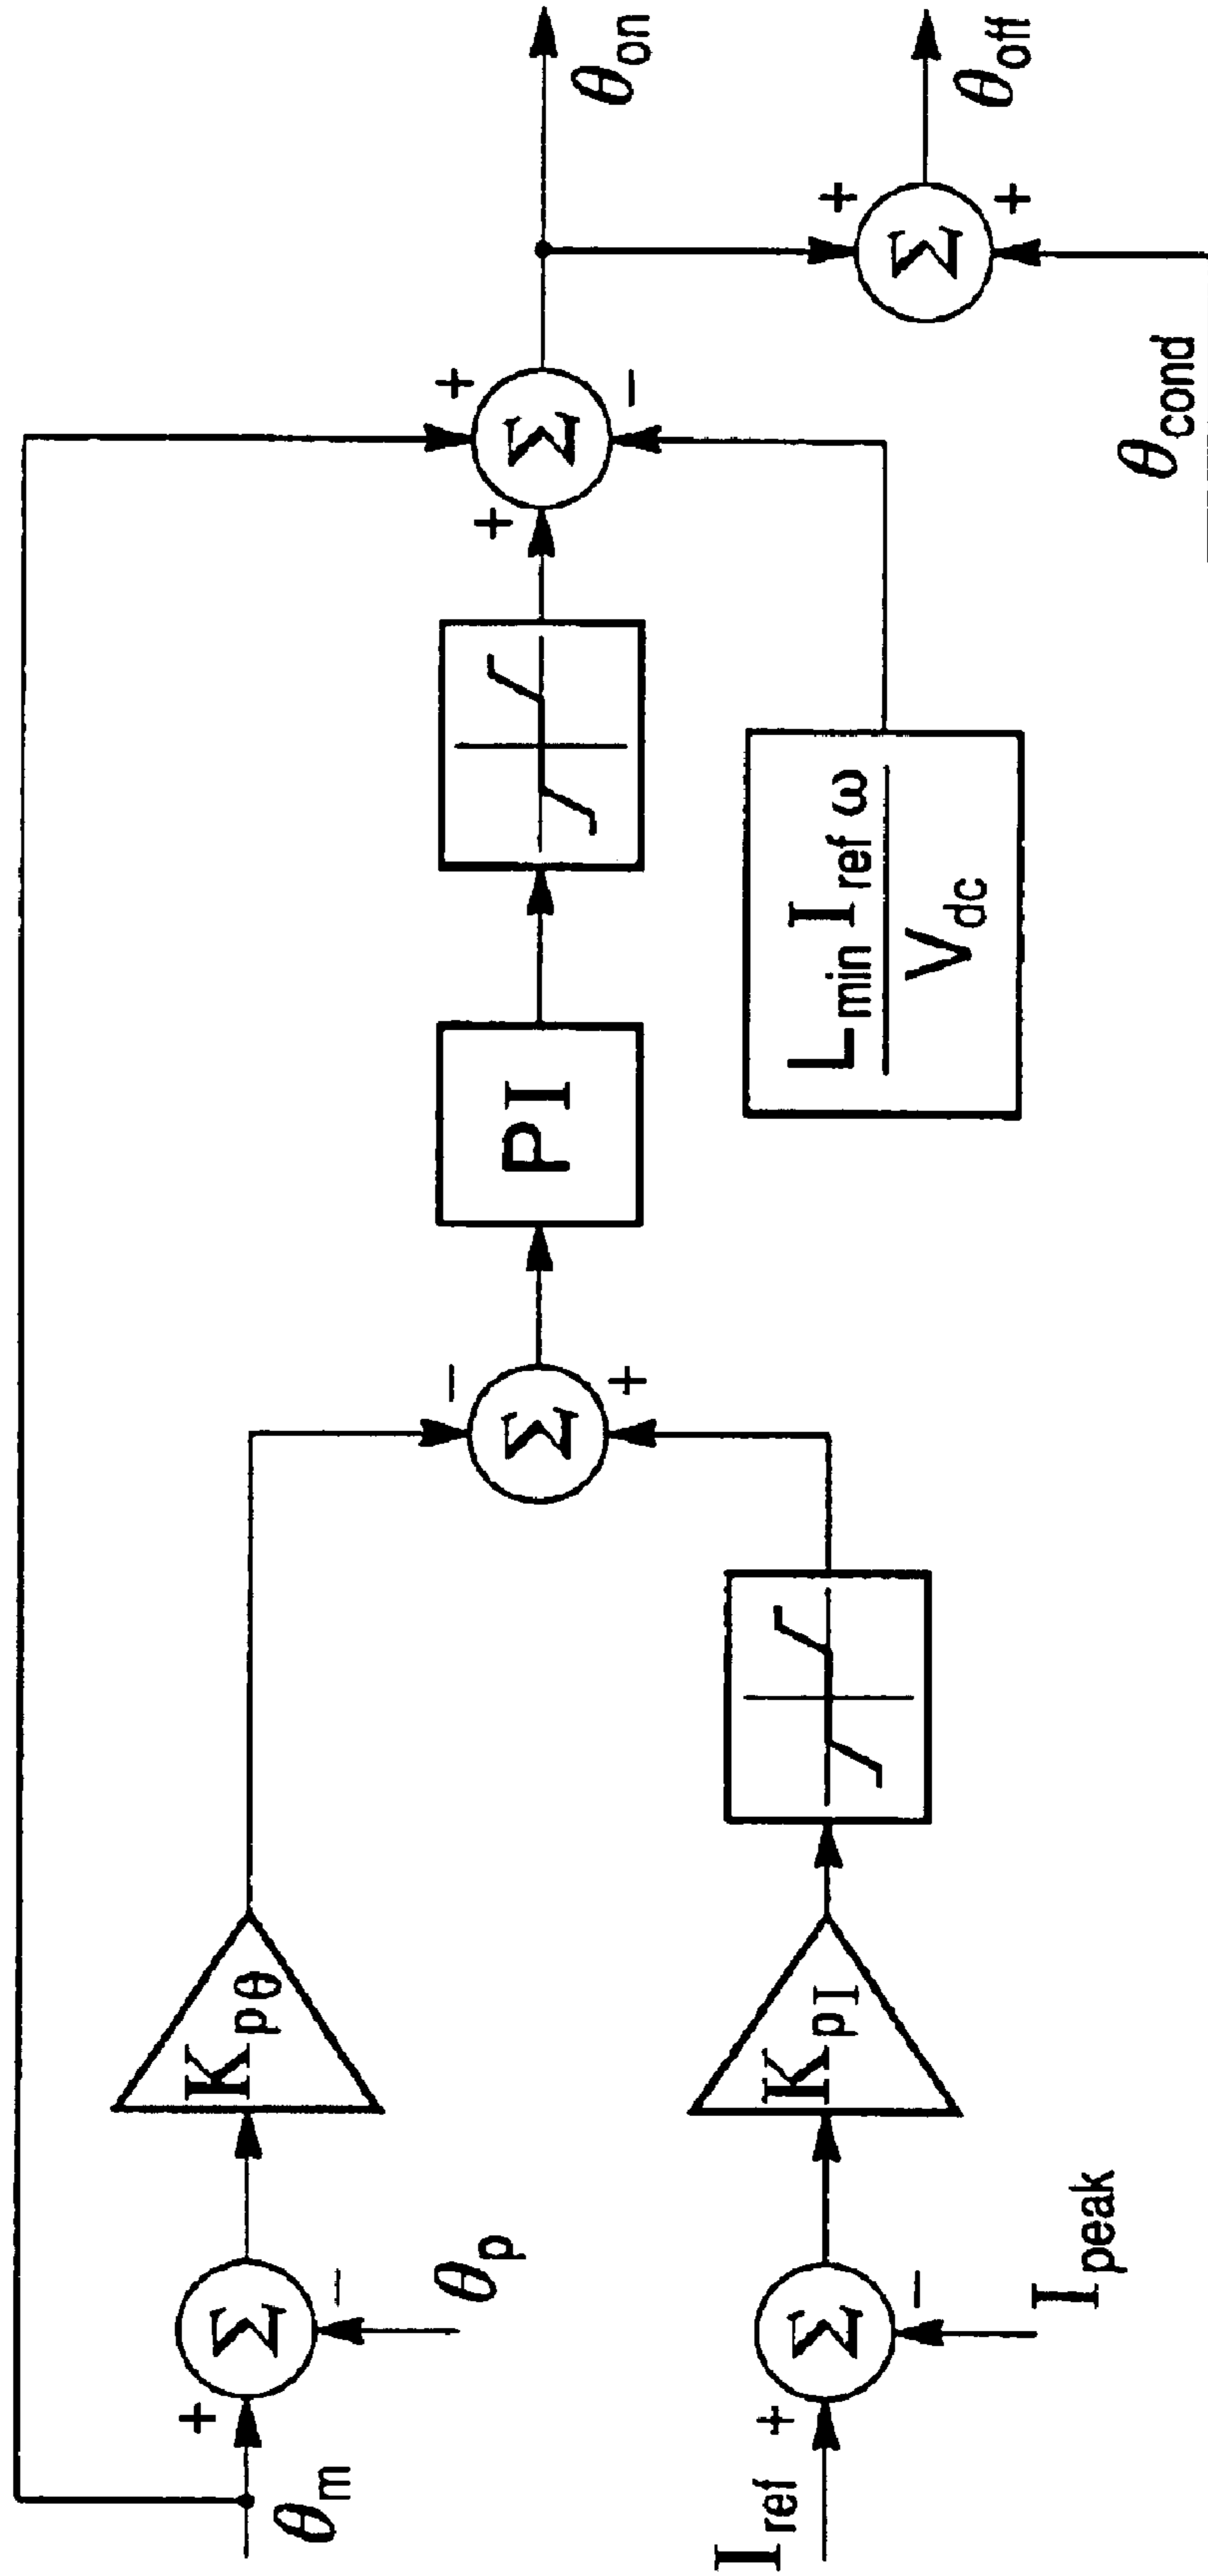 θm
+
Σ
−
θp
Kpθ
Iref
+
Σ
−
Ipeak
KpI
−
Σ
+
PI
Lmin Iref ω
Vdc
+
+
Σ
−
θon
+
Σ
+
θcond
θoff